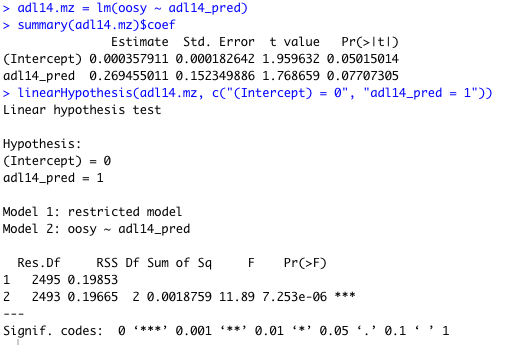 > adl14.mz = lm(oosy ~ adl14_pred)
> summary(adl14.mz)$coef
Estimate Std. Error t value Pr(>|t|)
(Intercept) 0.000357911 0.000182642 1.959632 0.05015014
adl14_pred 0.269455011 0.152349886 1.768659 0.07707305
> linearHypothesis(adl14.mz, c("(Intercept) = 0", "adl14_pred = 1"))
Linear hypothesis test
Hypothesis:
(Intercept) = 0
adl14_pred = 1
Model 1: restricted model
Model 2: oosy ~ adl14_pred
Res.Df RSS Df Sum of Sq F Pr(>F)
1 2495 0.19853
2 2493 0.19665 2 0.0018759 11.89 7.253e-06 ***
---
Signif. codes: 0 ‘***’ 0.001 ‘**’ 0.01 ‘*’ 0.05 ‘.’ 0.1 ‘ ’ 1